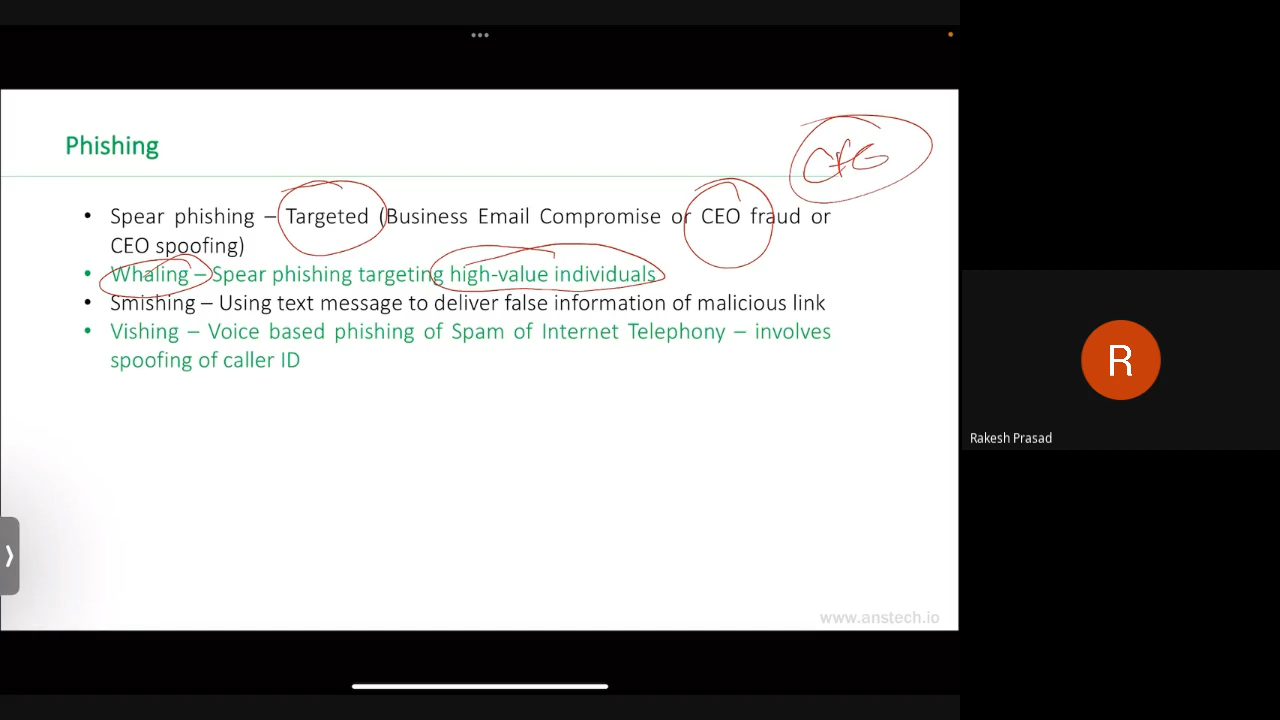 Phishing
• Spear phishing – Targeted (Business Email Compromise or CEO fraud or
CEO spoofing)
• Whaling – Spear phishing targeting high-value individuals
• Smishing – Using text message to deliver false information of malicious link
• Vishing – Voice based phishing of Spam of Internet Telephony – involves
spoofing of caller ID
www.anstech.io
R
Rakesh Prasad